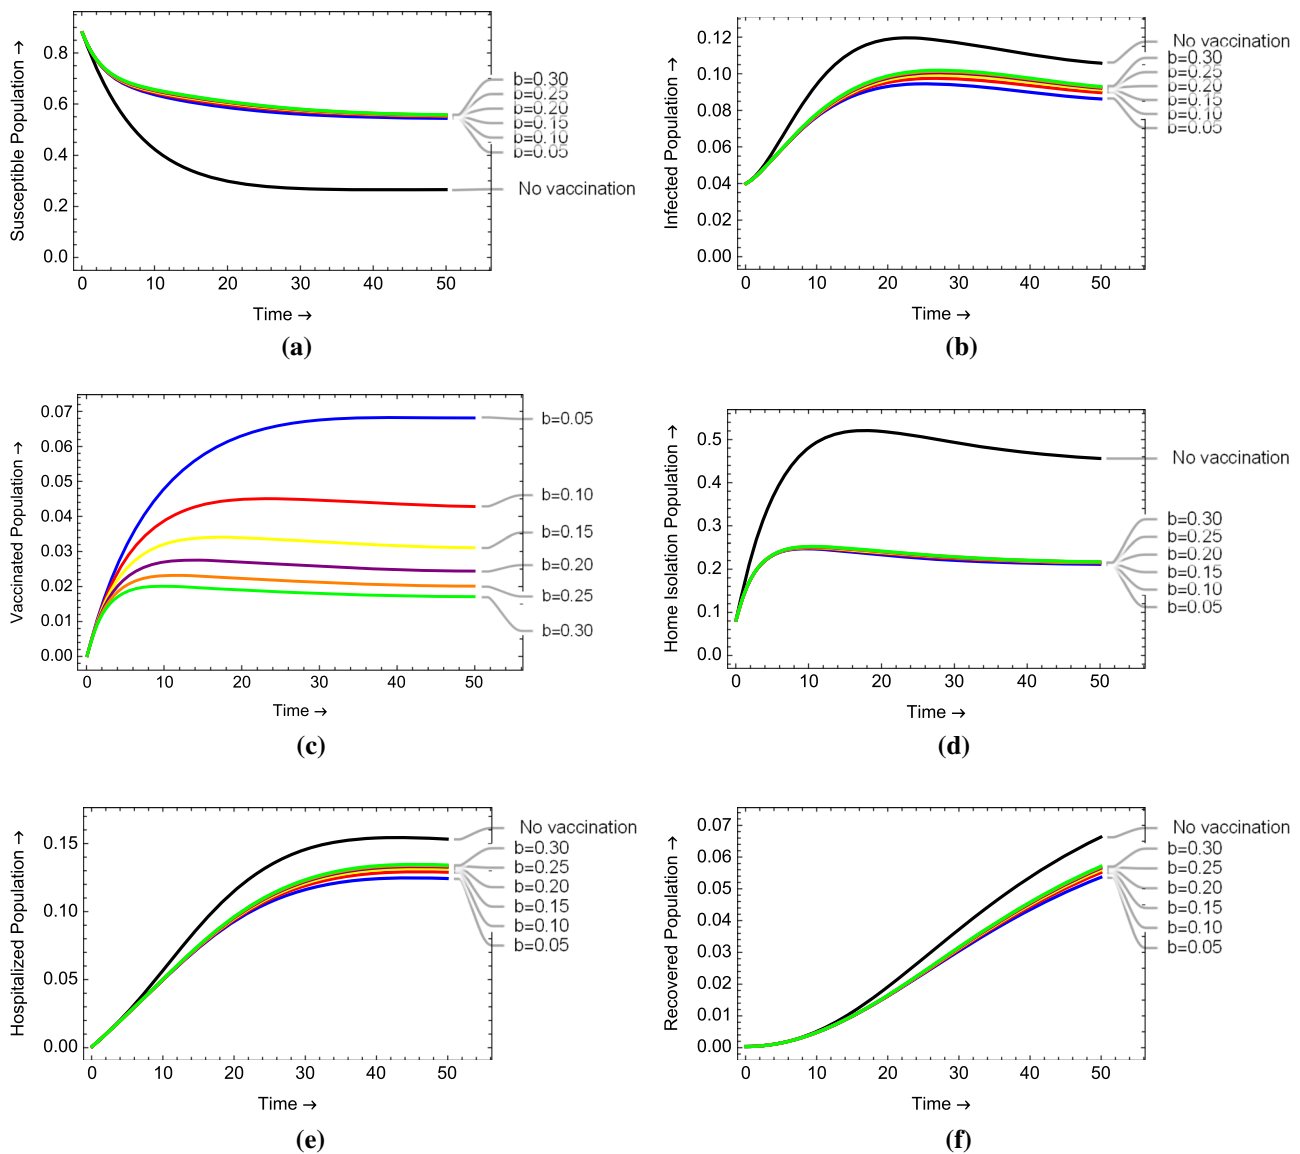 Susceptible Population →
0.8
0.6
0.4
0.2
0.0
0 10 20 30 40 50
Time →
b=0.30
b=0.25
b=0.20
b=0.15
b=0.10
b=0.05
No vaccination
(a)
Infected Population →
0.12
0.10
0.08
0.06
0.04
0.02
0.00
0 10 20 30 40 50
Time →
No vaccination
b=0.30
b=0.25
b=0.20
b=0.15
b=0.10
b=0.05
(b)
Vaccinated Population →
0.07
0.06
0.05
0.04
0.03
0.02
0.01
0.00
0 10 20 30 40 50
Time →
b=0.05
b=0.10
b=0.15
b=0.20
b=0.25
b=0.30
(c)
Home Isolation Population →
0.5
0.4
0.3
0.2
0.1
0.0
0 10 20 30 40 50
Time →
No vaccination
b=0.30
b=0.25
b=0.20
b=0.15
b=0.10
b=0.05
(d)
Hospitalized Population →
0.15
0.10
0.05
0.00
0 10 20 30 40 50
Time →
No vaccination
b=0.30
b=0.25
b=0.20
b=0.15
b=0.10
b=0.05
(e)
Recovered Population →
0.07
0.06
0.05
0.04
0.03
0.02
0.01
0.00
0 10 20 30 40 50
Time →
No vaccination
b=0.30
b=0.25
b=0.20
b=0.15
b=0.10
b=0.05
(f)